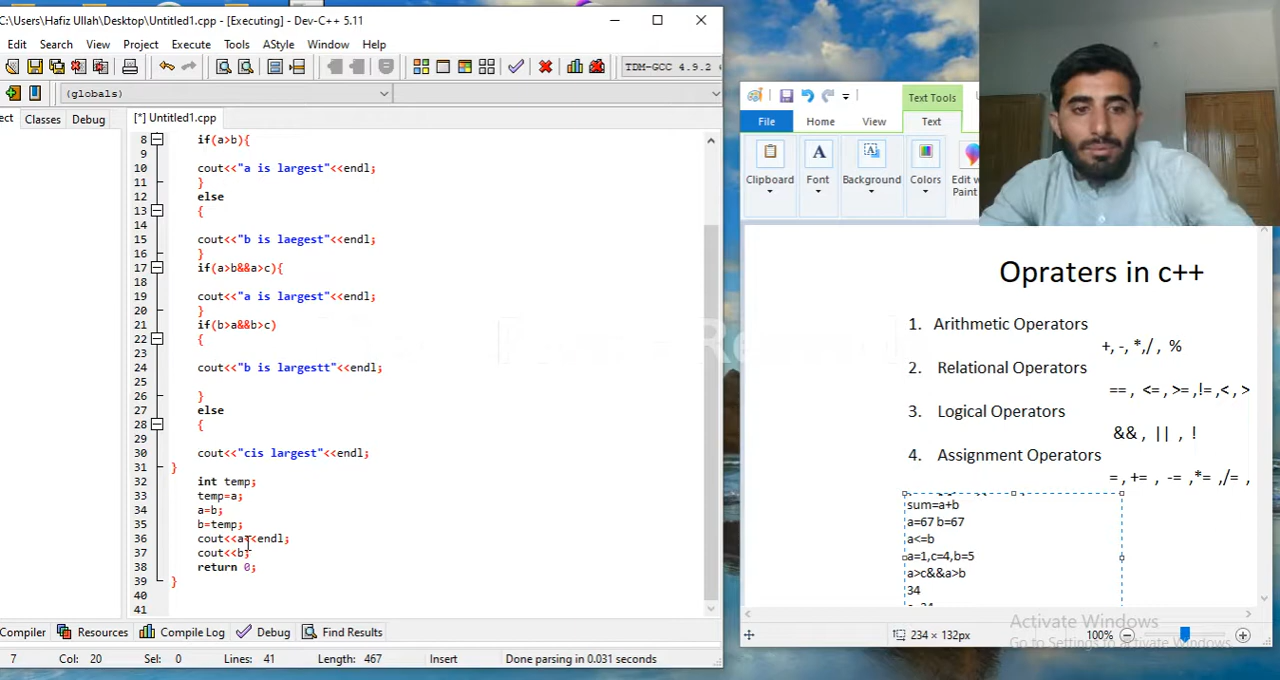 C:\Users\Hafiz Ullah\Desktop\Untitled1.cpp - [Executing] - Dev-C++ 5.11
Edit Search View Project Execute Tools AStyle Window Help
TDM-GCC 4.9.2
(globals)
Classes Debug
[*] Untitled1.cpp
8 if(a>b){
9
10 cout<<"a is largest"<<endl;
11 }
12 else
13 {
14
15 cout<<"b is laegest"<<endl;
16 }
17 if(a>b&&a>c){
18
19 cout<<"a is largest"<<endl;
20 }
21 if(b>a&&b>c)
22 {
23
24 cout<<"b is largestt"<<endl;
25
26 }
27 else
28 {
29
30 cout<<"cis largest"<<endl;
31 }
32 int temp;
33 temp=a;
34 a=b;
35 b=temp;
36 cout<<a<<endl;
37 cout<<b;
38 return 0;
39 }
40
41
Compiler Resources Compile Log Debug Find Results
7 Col: 20 Sel: 0 Lines: 41 Length: 467 Insert Done parsing in 0.031 seconds
Text Tools
File Home View Text
Clipboard Font Background Colors Edit
Paint
Opraters in c++
1. Arithmetic Operators
+, -, *,/ , %
2. Relational Operators
== , <= , >= ,!= ,< , >
3. Logical Operators
&& , || , !
4. Assignment Operators
= , += , -= ,*= ,/= ,
sum=a+b
a=67 b=67
a<=b
a=1,c=4,b=5
a>c&&a>b
34
Activate Windows
Go to Settings to activate Windows.
234 × 132px
100%